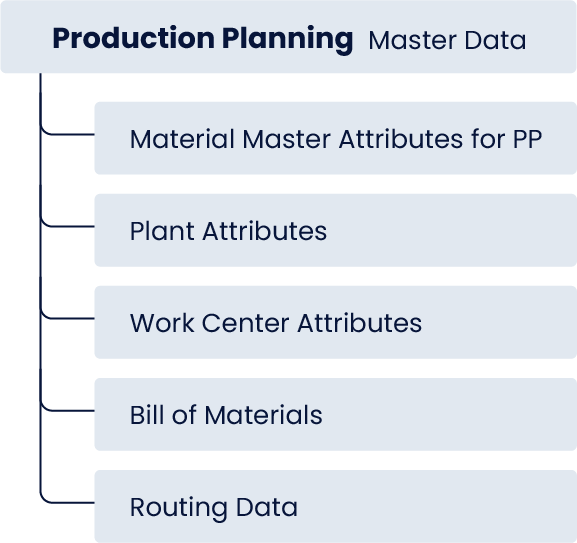 Production Planning Master Data
Material Master Attributes for PP
Plant Attributes
Work Center Attributes
Bill of Materials
Routing Data